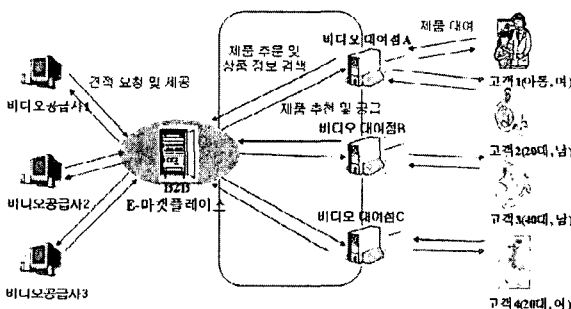 제품 주문 및
상품 정보 검색
비디오 대여점A
제품 대여
견적 요청 및 제공
비디오공급사1
고객1(아동, 여)
제품 추천 및 공급
비디오 대여점B
고객2(20대, 남)
B2B
E-마켓플레이스
비디오공급사2
비디오 대여점C
고객3(40대, 남)
비디오공급사3
고객4(20대, 여)